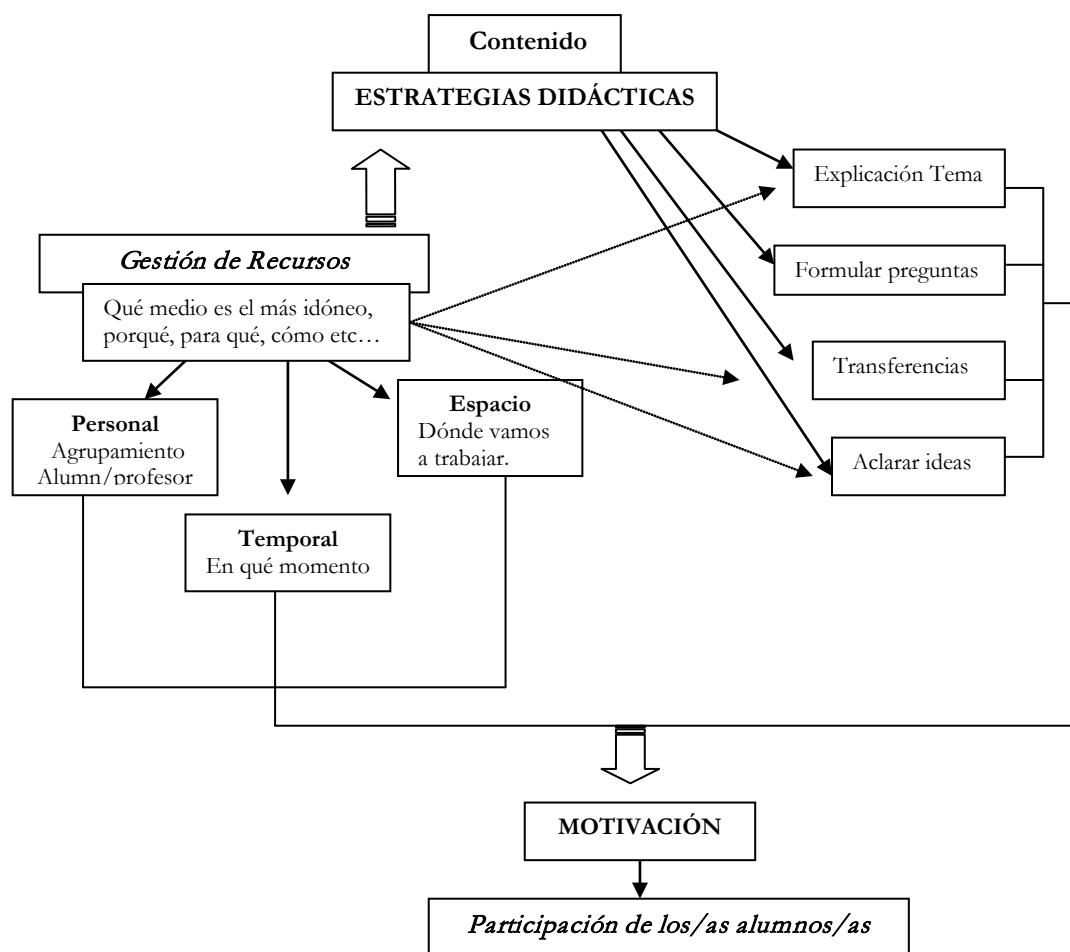 Contenido
ESTRATEGIAS DIDÁCTICAS
Explicación Tema
Gestión de Recursos
Formular preguntas
Qué medio es el más idóneo,
porqué, para qué, cómo etc…
Transferencias
Personal
Agrupamiento
Alumn/profesor
Espacio
Dónde vamos
a trabajar.
Aclarar ideas
Temporal
En qué momento
MOTIVACIÓN
Participación de los/as alumnos/as